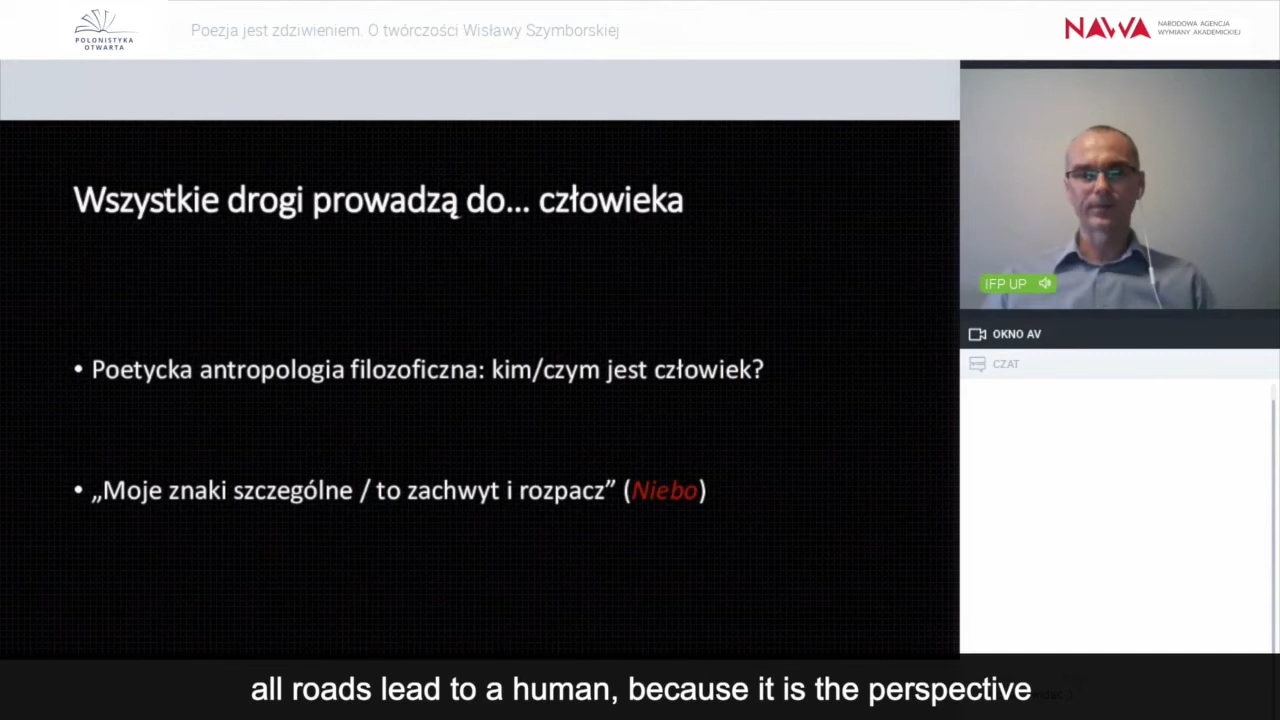 POLONISTYKA
OTWARTA
Poezja jest zdziwieniem. O twórczości Wisławy Szymborskiej
NAWA
NARODOWA AGENCJA
WYMIANY AKADEMICKIEJ
Wszystkie drogi prowadzą do... człowieka
• Poetycka antropologia filozoficzna: kim/czym jest człowiek?
• „Moje znaki szczególne / to zachwyt i rozpacz” (Niebo)
IFP UP
OKNO AV
CZAT
all roads lead to a human, because it is the perspective